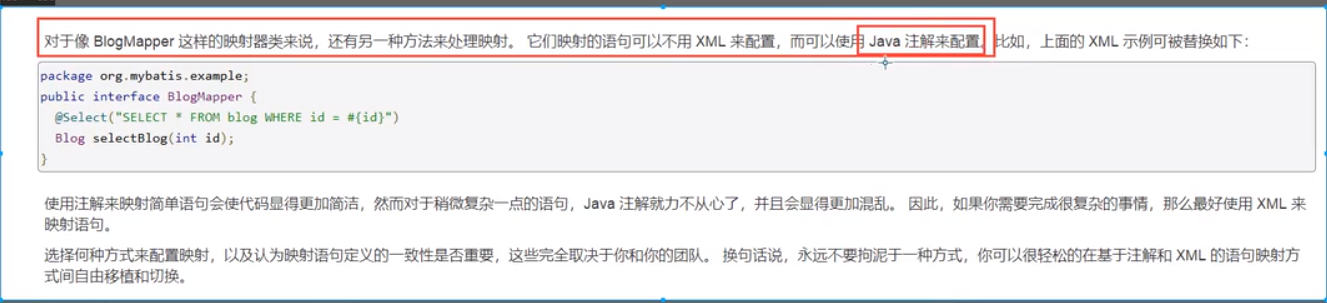 对于像 BlogMapper 这样的映射器类来说，还有另一种方法来处理映射。 它们映射的语句可以不用 XML 来配置，而可以使用 Java 注解来配置。比如，上面的 XML 示例可被替换如下：
package org.mybatis.example;
public interface BlogMapper {
  @Select("SELECT * FROM blog WHERE id = #{id}")
  Blog selectBlog(int id);
}
使用注解来映射简单语句会使代码显得更加简洁，然而对于稍微复杂一点的语句，Java 注解就力不从心了，并且会显得更加混乱。 因此，如果你需要完成很复杂的事情，那么最好使用 XML 来
映射语句。
选择何种方式来配置映射，以及认为映射语句定义的一致性是否重要，这些完全取决于你和你的团队。 换句话说，永远不要拘泥于一种方式，你可以很轻松的在基于注解和 XML 的语句映射方
式间自由移植和切换。